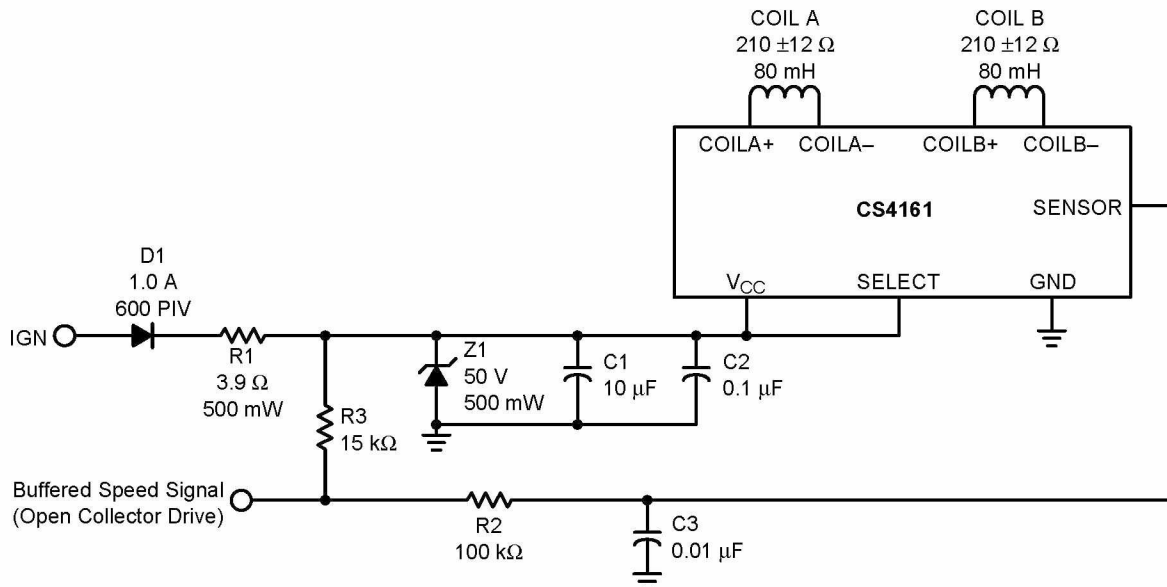 COIL A
210 ±12 Ω
80 mH
COIL B
210 ±12 Ω
80 mH
COILA+
COILA–
COILB+
COILB–
CS4161
SENSOR
VCC
SELECT
GND
D1
1.0 A
600 PIV
IGN
R1
3.9 Ω
500 mW
Z1
50 V
500 mW
C1
10 µF
C2
0.1 µF
R3
15 kΩ
Buffered Speed Signal
(Open Collector Drive)
R2
100 kΩ
C3
0.01 µF